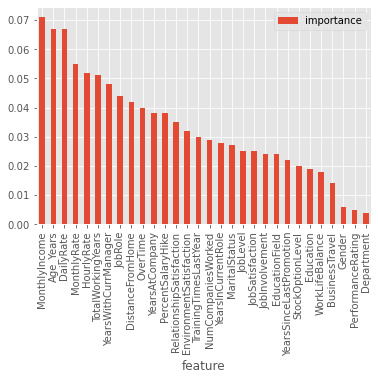 importance
0.07
0.06
0.05
0.04
0.03
0.02
0.01
0.00
MonthlyIncome
Age_Years
DailyRate
MonthlyRate
HourlyRate
TotalWorkingYears
YearsWithCurrManager
JobRole
DistanceFromHome
OverTime
YearsAtCompany
PercentSalaryHike
RelationshipSatisfaction
EnvironmentSatisfaction
TrainingTimesLastYear
NumCompaniesWorked
YearsInCurrentRole
MaritalStatus
JobLevel
JobSatisfaction
JobInvolvement
EducationField
YearsSinceLastPromotion
StockOptionLevel
Education
WorkLifeBalance
BusinessTravel
Gender
PerformanceRating
Department
feature